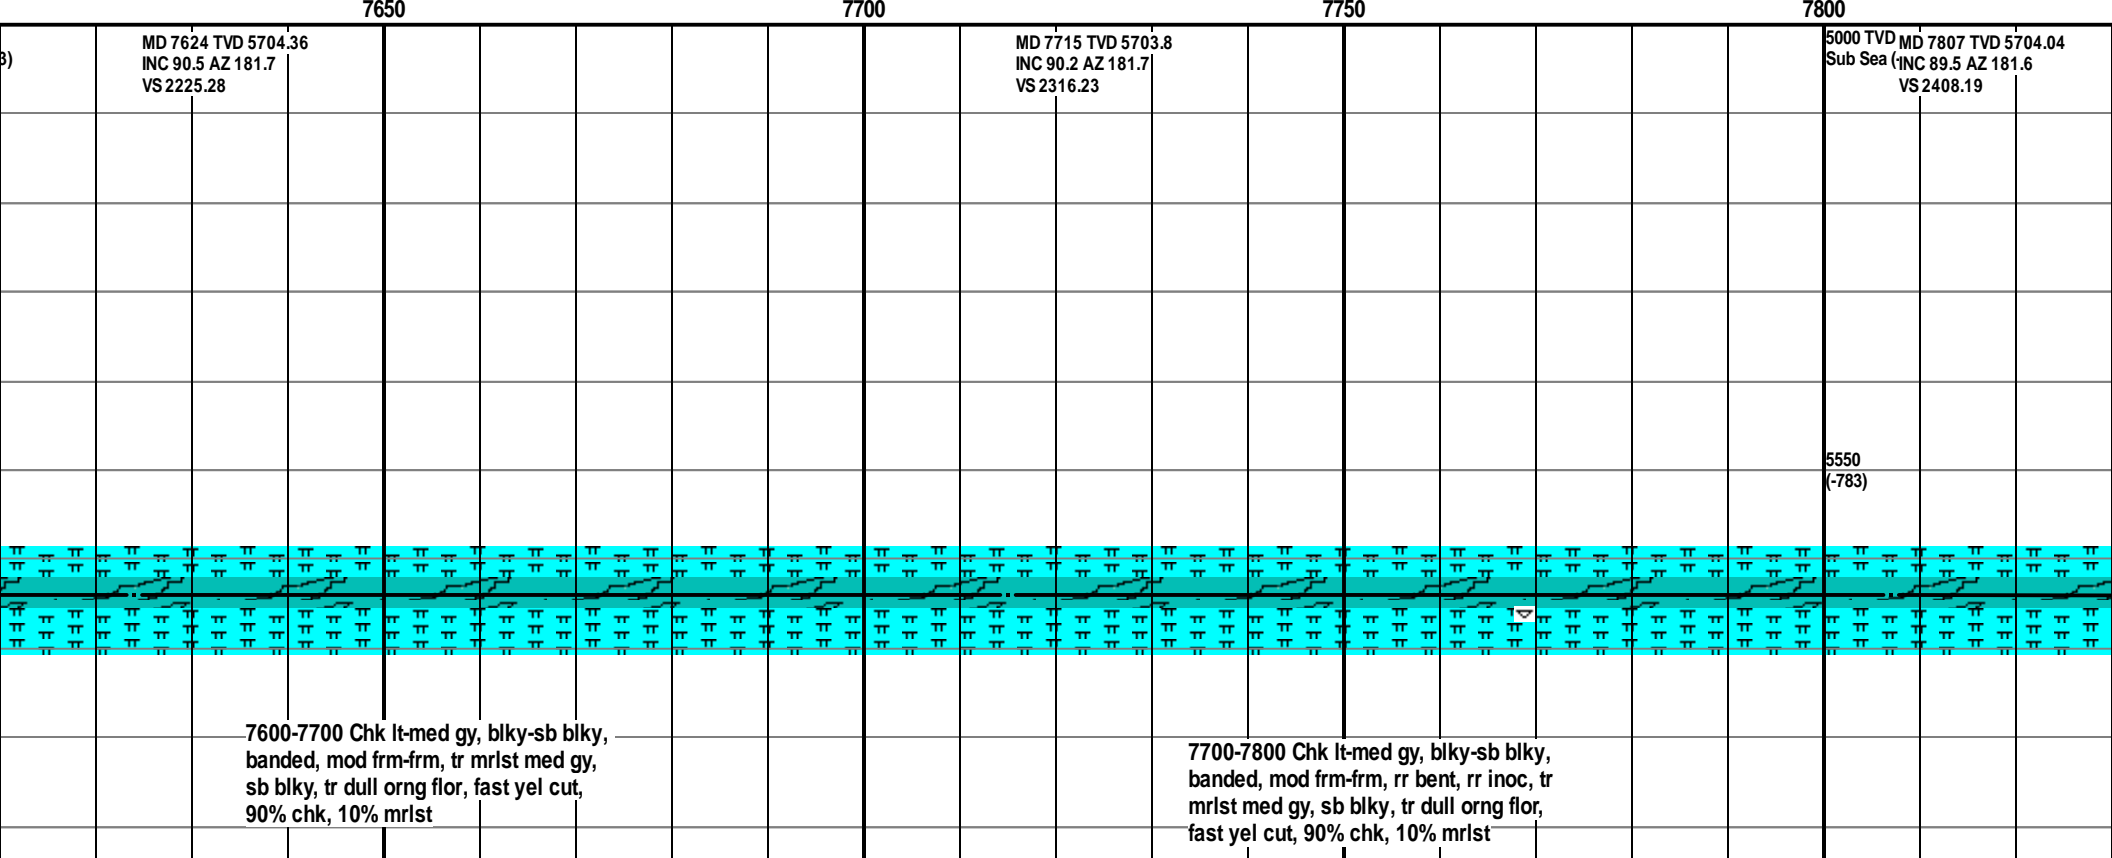 7650 7700 7750 7800
3)
MD 7624 TVD 5704.36
INC 90.5 AZ 181.7
VS 2225.28
MD 7715 TVD 5703.8
INC 90.2 AZ 181.7
VS 2316.23
5000 TVD
Sub Sea (-
MD 7807 TVD 5704.04
INC 89.5 AZ 181.6
VS 2408.19
5550
(-783)
7600-7700 Chk lt-med gy, blky-sb blky,
banded, mod frm-frm, tr mrlst med gy,
sb blky, tr dull orng flor, fast yel cut,
90% chk, 10% mrlst
7700-7800 Chk lt-med gy, blky-sb blky,
banded, mod frm-frm, rr bent, rr inoc, tr
mrlst med gy, sb blky, tr dull orng flor,
fast yel cut, 90% chk, 10% mrlst